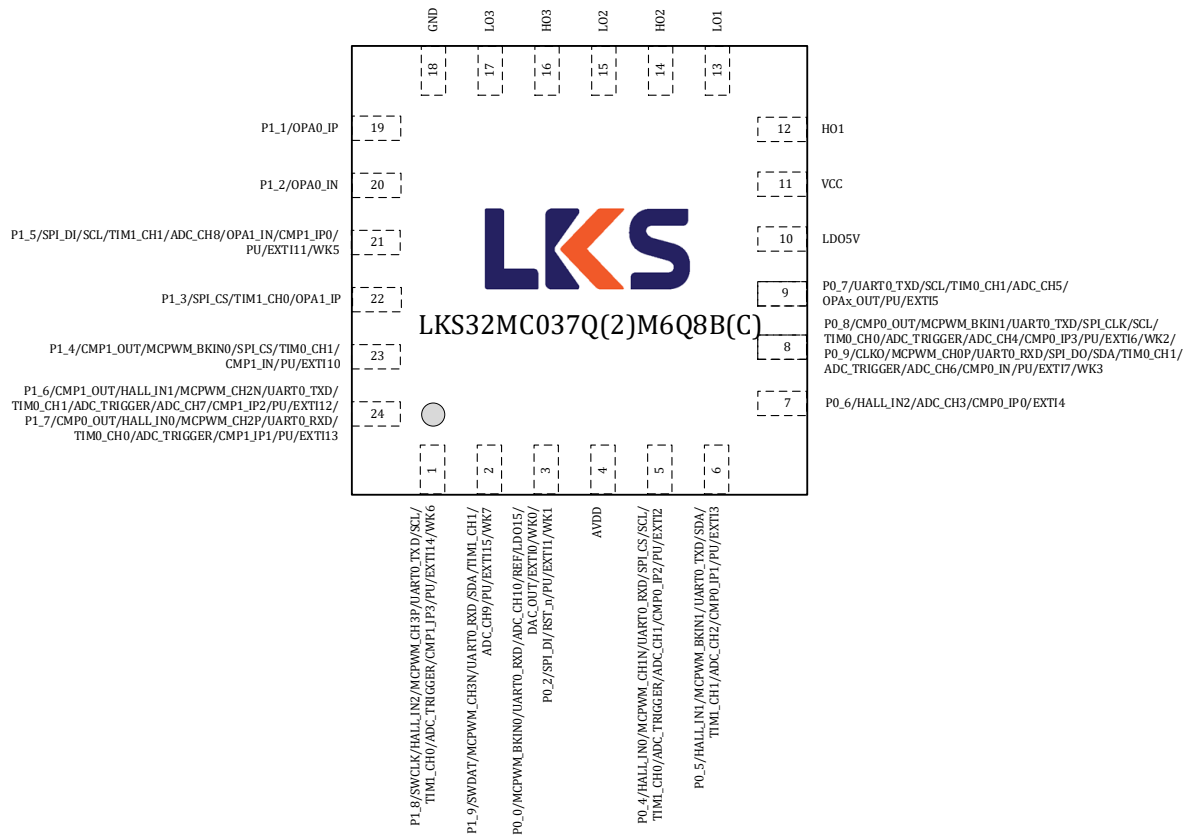 GND
LO3
HO3
LO2
HO2
LO1
18
17
16
15
14
13
P1_1/OPA0_IP
19
P1_2/OPA0_IN
20
P1_5/SPI_DI/SCL/TIM1_CH1/ADC_CH8/OPA1_IN/CMP1_IP0/
PU/EXTI11/WK5
21
P1_3/SPI_CS/TIM1_CH0/OPA1_IP
22
P1_4/CMP1_OUT/MCPWM_BKIN0/SPI_CS/TIM0_CH1/
CMP1_IN/PU/EXTI10
23
P1_6/CMP1_OUT/HALL_IN1/MCPWM_CH2N/UART0_TXD/
TIM0_CH1/ADC_TRIGGER/ADC_CH7/CMP1_IP2/PU/EXTI12/
P1_7/CMP0_OUT/HALL_IN0/MCPWM_CH2P/UART0_RXD/
TIM0_CH0/ADC_TRIGGER/CMP1_IP1/PU/EXTI13
24
LKS
LKS32MC037Q(2)M6Q8B(C)
12
HO1
11
VCC
10
LDO5V
9
P0_7/UART0_TXD/SCL/TIM0_CH1/ADC_CH5/
OPAx_OUT/PU/EXTI5
8
P0_8/CMP0_OUT/MCPWM_BKIN1/UART0_TXD/SPI_CLK/SCL/
TIM0_CH0/ADC_TRIGGER/ADC_CH4/CMP0_IP3/PU/EXTI6/WK2/
P0_9/CLKO/MCPWM_CH0P/UART0_RXD/SPI_DO/SDA/TIM0_CH1/
ADC_TRIGGER/ADC_CH6/CMP0_IN/PU/EXTI7/WK3
7
P0_6/HALL_IN2/ADC_CH3/CMP0_IP0/EXTI4
1
2
3
4
5
6
P1_8/SWCLK/HALL_IN2/MCPWM_CH3P/UART0_TXD/SCL/
TIM1_CH0/ADC_TRIGGER/CMP1_IP3/PU/EXTI14/WK6
P1_9/SWDAT/MCPWM_CH3N/UART0_RXD/SDA/TIM1_CH1/
ADC_CH9/PU/EXTI15/WK7
P0_0/MCPWM_BKIN0/UART0_RXD/ADC_CH10/REF/LDO15/
DAC_OUT/EXTI0/WK0/
P0_2/SPI_DI/RST_n/PU/EXTI1/WK1
AVDD
P0_4/HALL_IN0/MCPWM_CH1N/UART0_RXD/SPI_CS/SCL/
TIM1_CH0/ADC_TRIGGER/ADC_CH1/CMP0_IP2/PU/EXTI2
P0_5/HALL_IN1/MCPWM_BKIN1/UART0_TXD/SDA/
TIM1_CH1/ADC_CH2/CMP0_IP1/PU/EXTI3